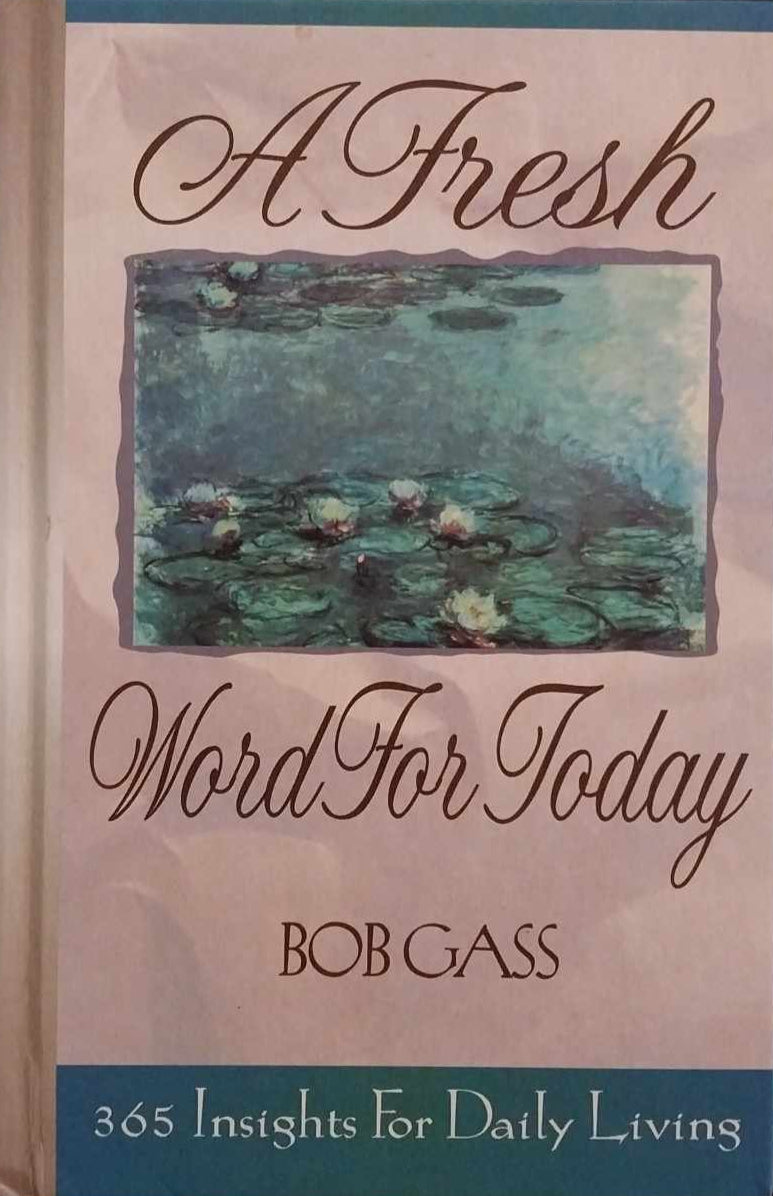 A Fresh
Word For Today
BOB GASS
365 Insights For Daily Living